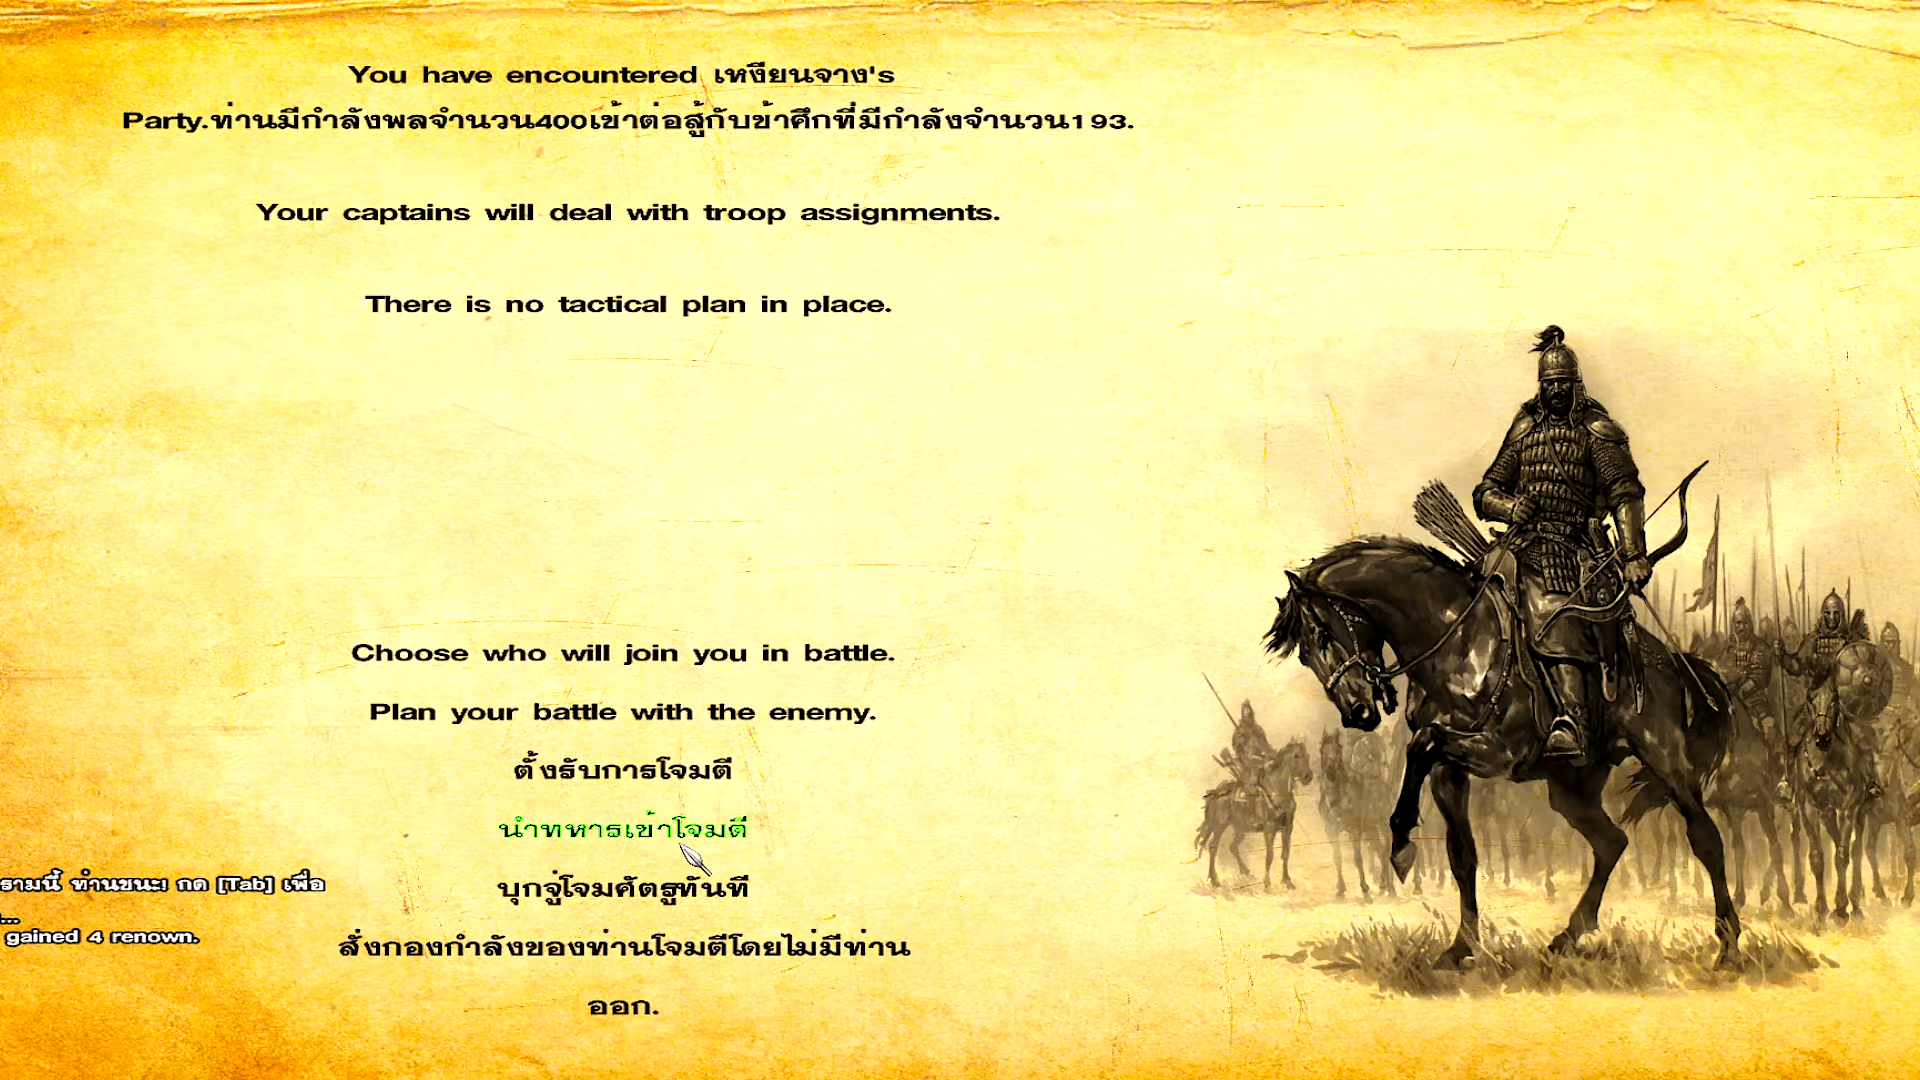 You have encountered เหงียนจาง's
Party.ท่านมีกำลังพลจำนวน400เข้าต่อสู้กับข้าศึกที่มีกำลังจำนวน193.
Your captains will deal with troop assignments.
There is no tactical plan in place.
Choose who will join you in battle.
Plan your battle with the enemy.
ตั้งรับการโจมตี
นำทหารเข้าโจมตี
บุกจู่โจมศัตรูทันที
รามนี้ ท่านชนะ! กด [Tab] เพื่อ
...
gained 4 renown.
สั่งกองกำลังของท่านโจมตีโดยไม่มีท่าน
ออก.